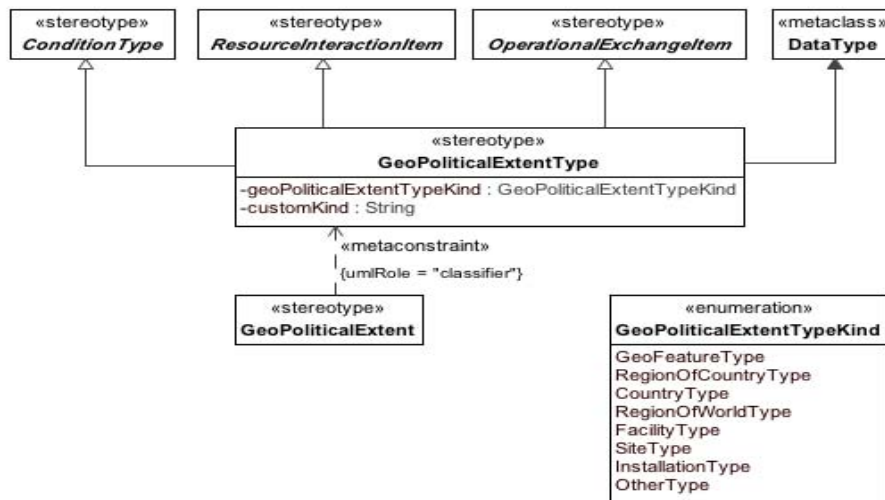 «stereotype»
ConditionType
«stereotype»
ResourceInteractionItem
«stereotype»
OperationalExchangeItem
«metaclass»
DataType
«stereotype»
GeoPoliticalExtentType
-geoPoliticalExtentTypeKind : GeoPoliticalExtentTypeKind
-customKind : String
«metaconstraint»
{umlRole = "classifier"}
«stereotype»
GeoPoliticalExtent
«enumeration»
GeoPoliticalExtentTypeKind
GeoFeatureType
RegionOfCountryType
CountryType
RegionOfWorldType
FacilityType
SiteType
InstallationType
OtherType